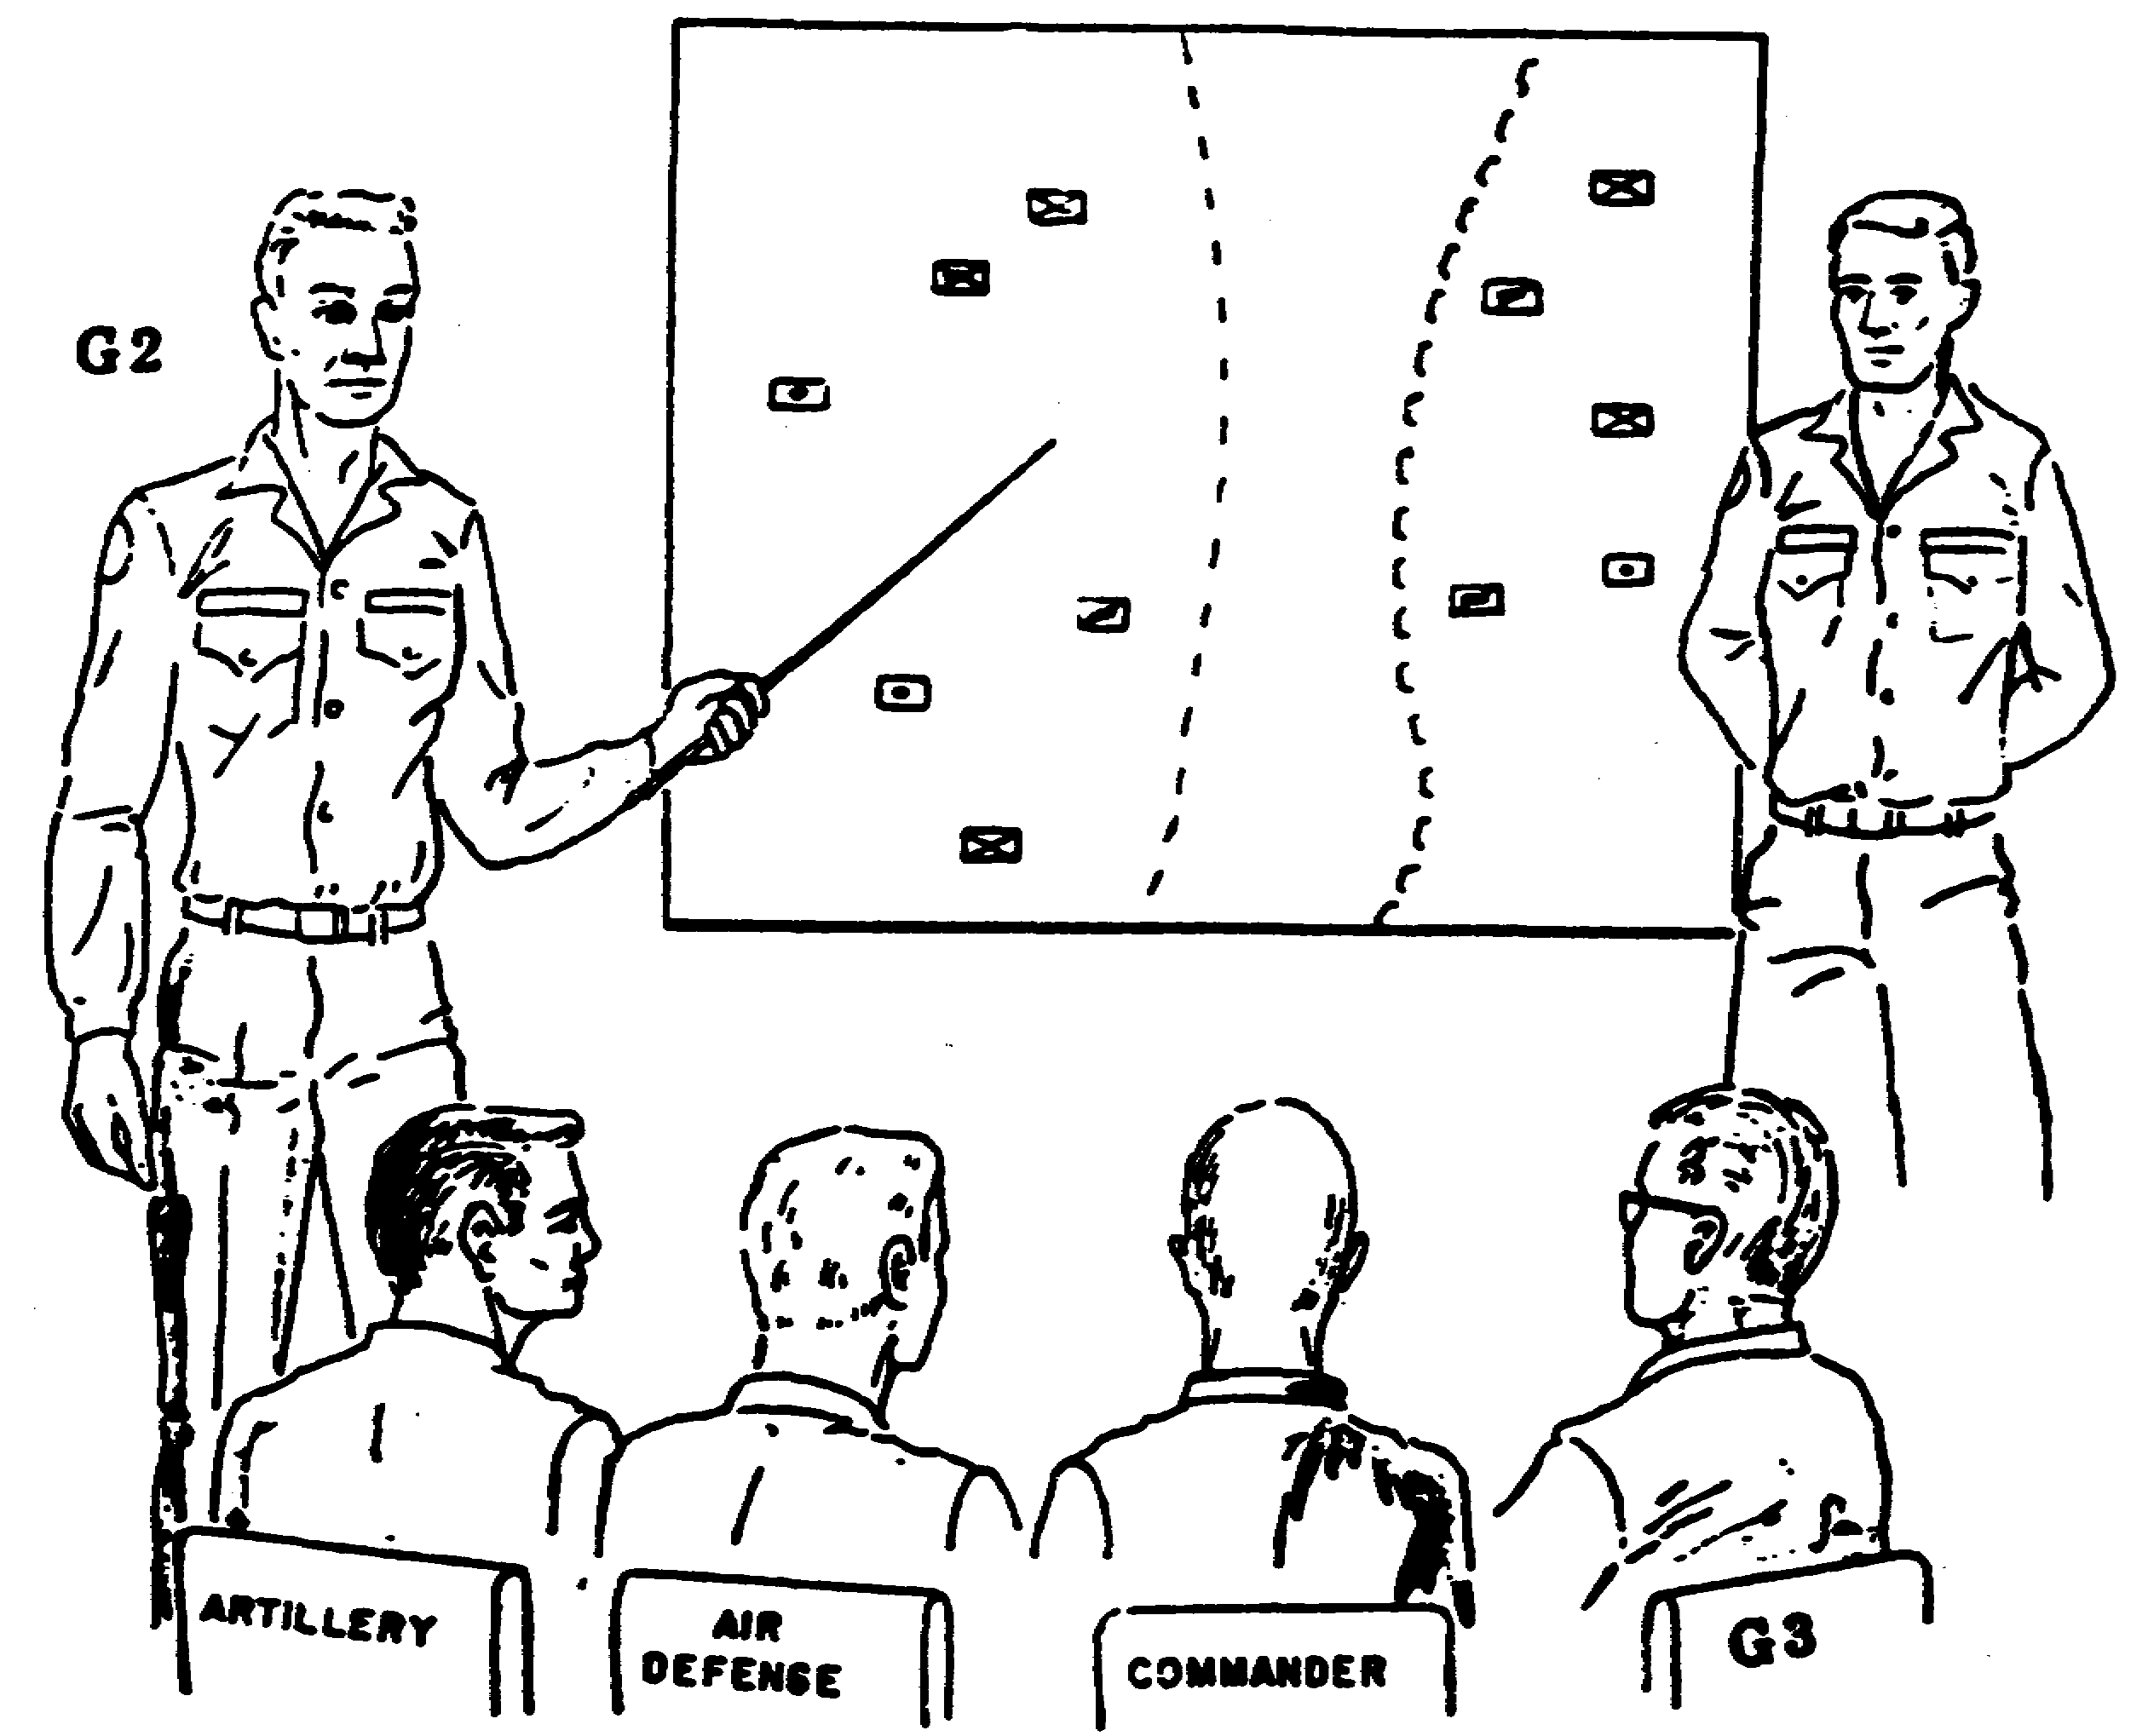 G2
ARTILLERY
AIR
DEFENSE
COMMANDER
G3